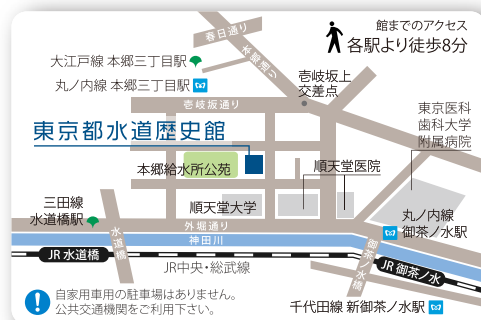 館までのアクセス
各駅より徒歩8分
春日通り
本郷通り
大江戸線 本郷三丁目駅
丸ノ内線 本郷三丁目駅
壱岐坂上
交差点
壱岐坂通り
東京都水道歴史館
東京医科
歯科大学
附属病院
本郷給水所公苑
順天堂医院
三田線
水道橋駅
順天堂大学
丸ノ内線
御茶ノ水駅
外堀通り
神田川
水道橋
御茶ノ水橋
JR 水道橋
JR中央・総武線
JR 御茶ノ水
自家用車用の駐車場はありません。
公共交通機関をご利用下さい。
千代田線 新御茶ノ水駅